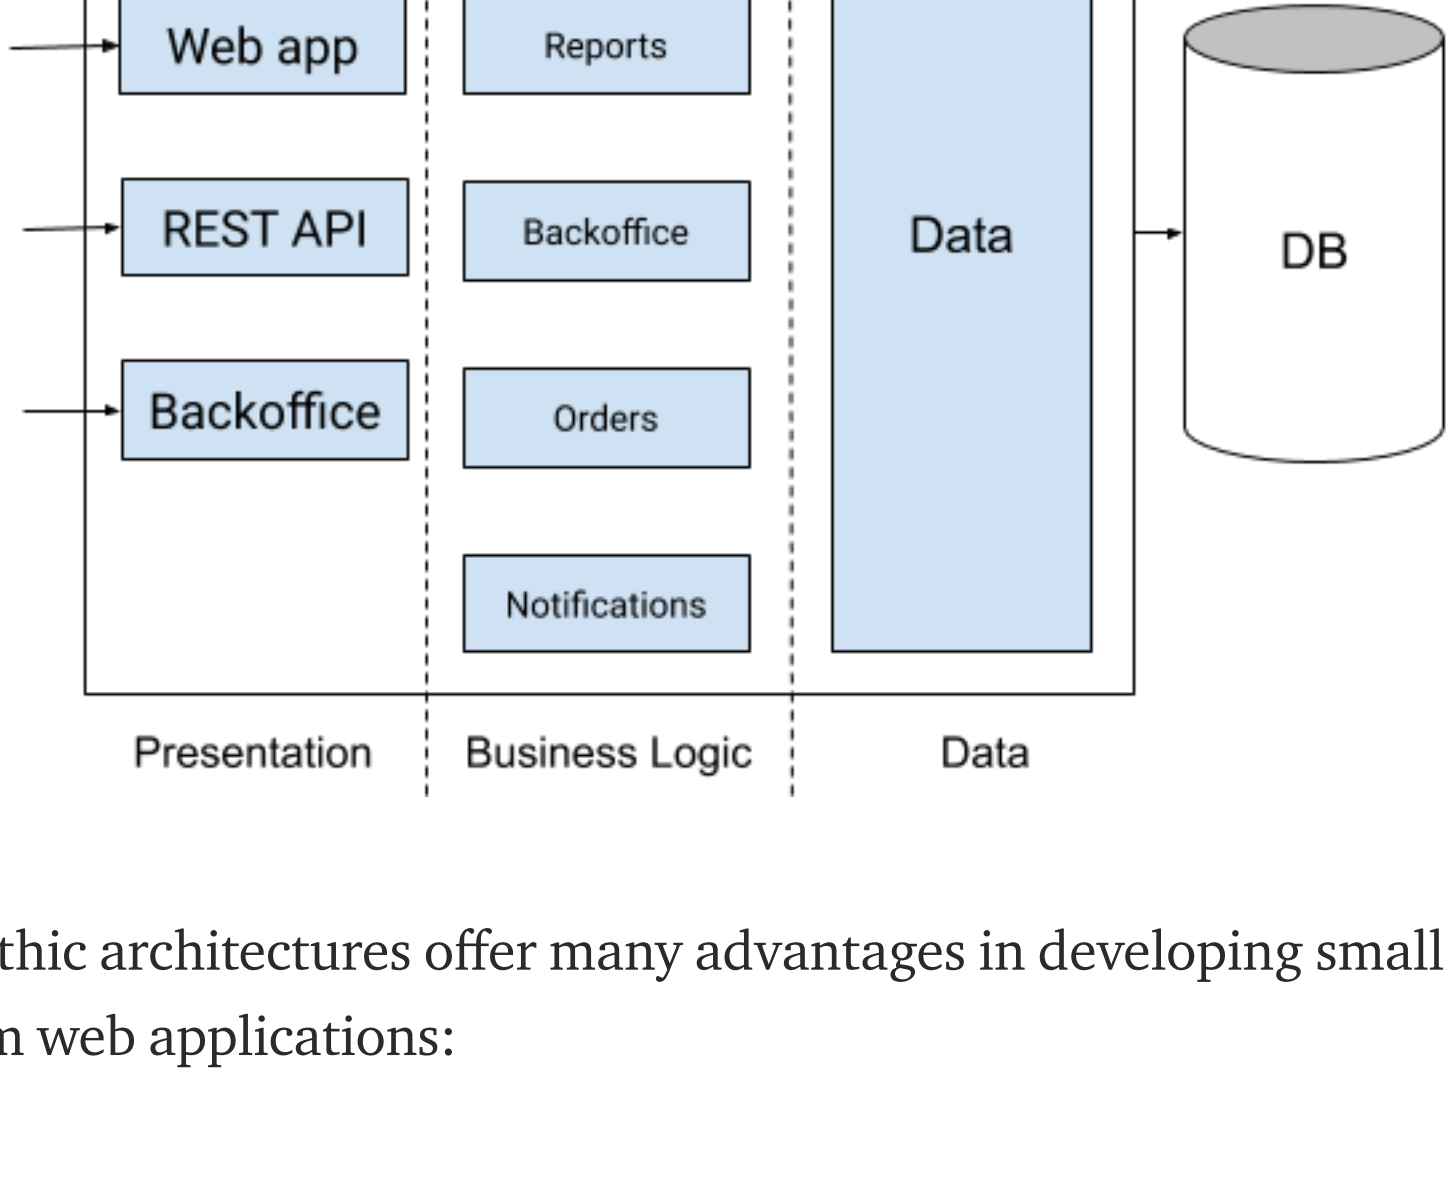 Web app
Reports
REST API
Backoffice
Data
DB
Backoffice
Orders
Notifications
Presentation
Business Logic
Data
thic architectures offer many advantages in developing small
web applications: